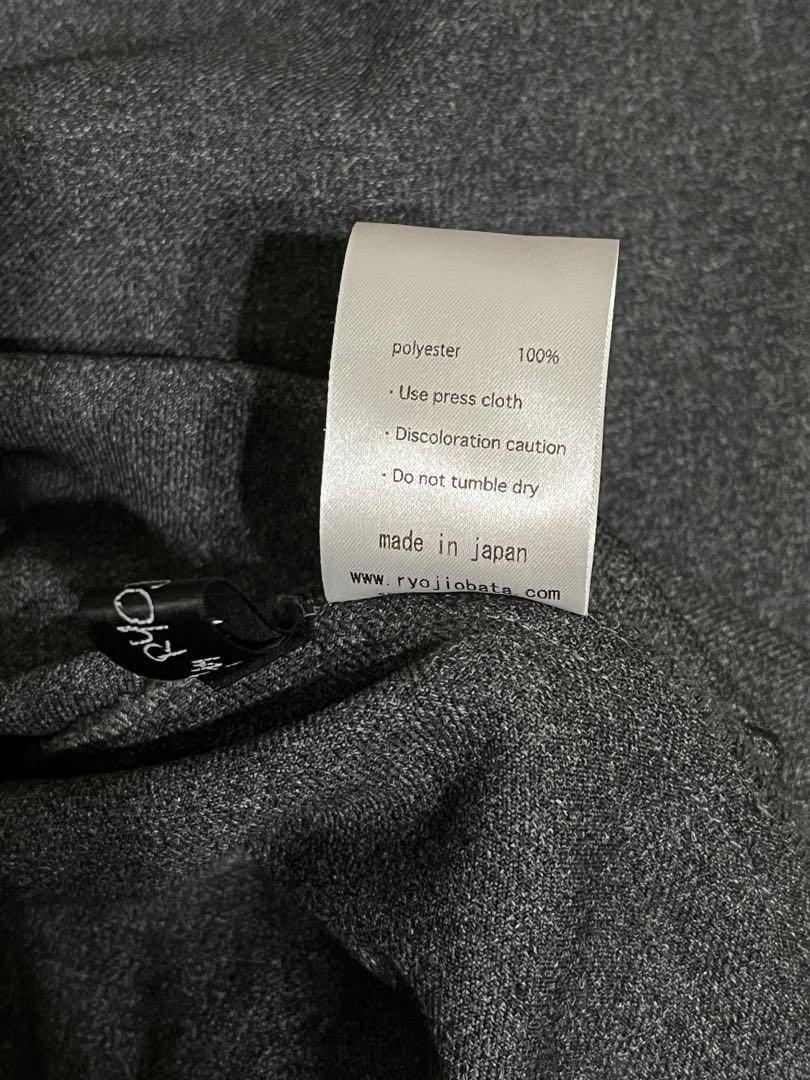 polyester 100%
・Use press cloth
・Discoloration caution
・Do not tumble dry
made in japan
www.ryojiobata.com